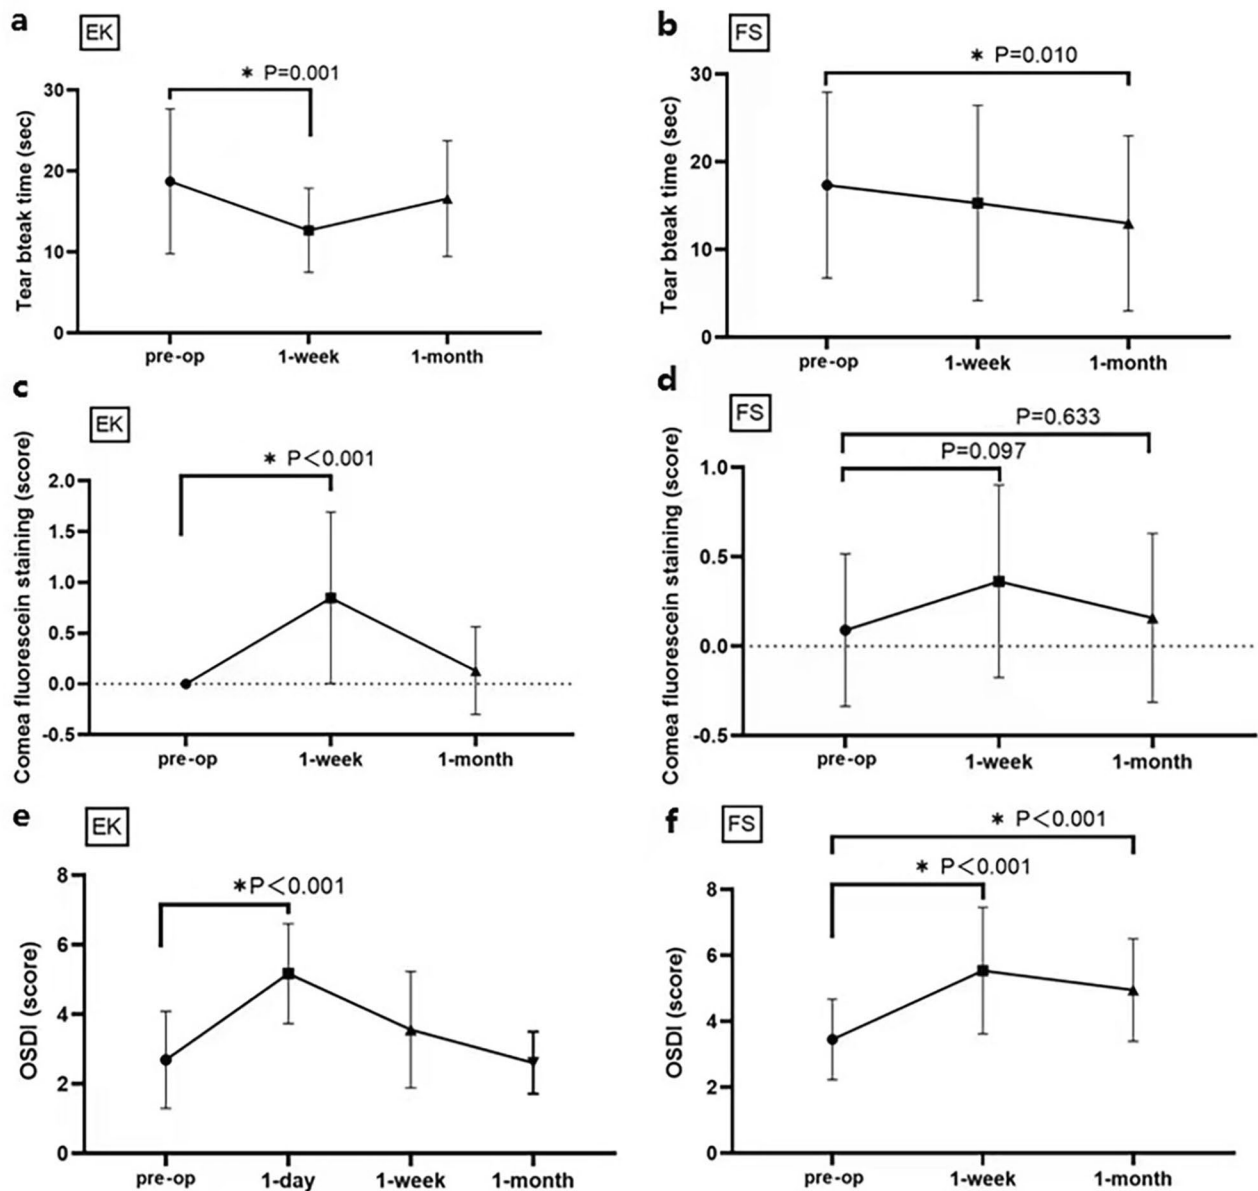 a
EK
* P=0.001
Tear bteak time (sec)
30
20
10
0
pre-op 1-week 1-month
b
FS
* P=0.010
Tear bteak time (sec)
30
20
10
0
pre-op 1-week 1-month
c
EK
* P<0.001
Comea fluorescein staining (score)
2.0
1.5
1.0
0.5
0.0
-0.5
pre-op 1-week 1-month
d
FS
P=0.633
P=0.097
Comea fluorescein staining (score)
1.0
0.5
0.0
-0.5
pre-op 1-week 1-month
e
EK
*P<0.001
OSDI (score)
8
6
4
2
0
pre-op 1-day 1-week 1-month
f
FS
* P<0.001
* P<0.001
OSDI (score)
8
6
4
2
0
pre-op 1-week 1-month